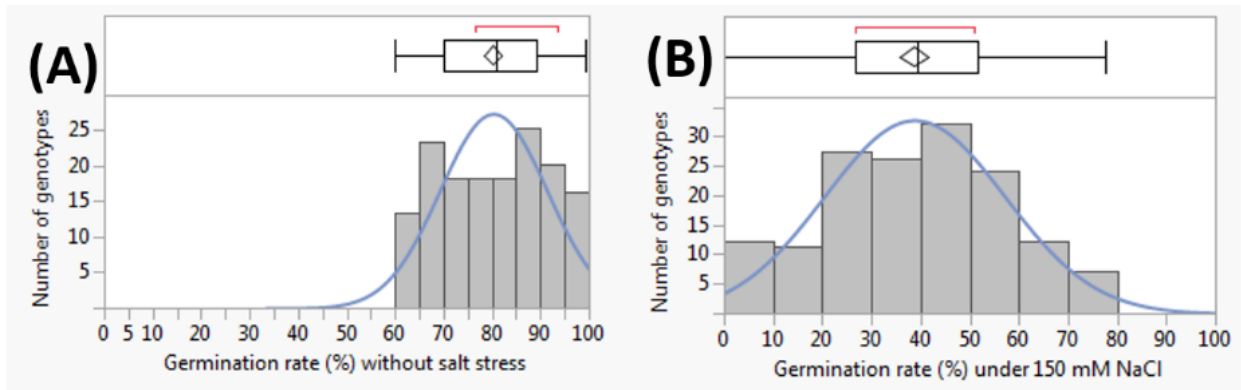 (A)
Number of genotypes
25
20
15
10
5
0 5 10 20 30 40 50 60 70 80 90 100
Germination rate (%) without salt stress
(B)
Number of genotypes
30
25
20
15
10
5
0 10 20 30 40 50 60 70 80 90 100
Germination rate (%) under 150 mM NaCl